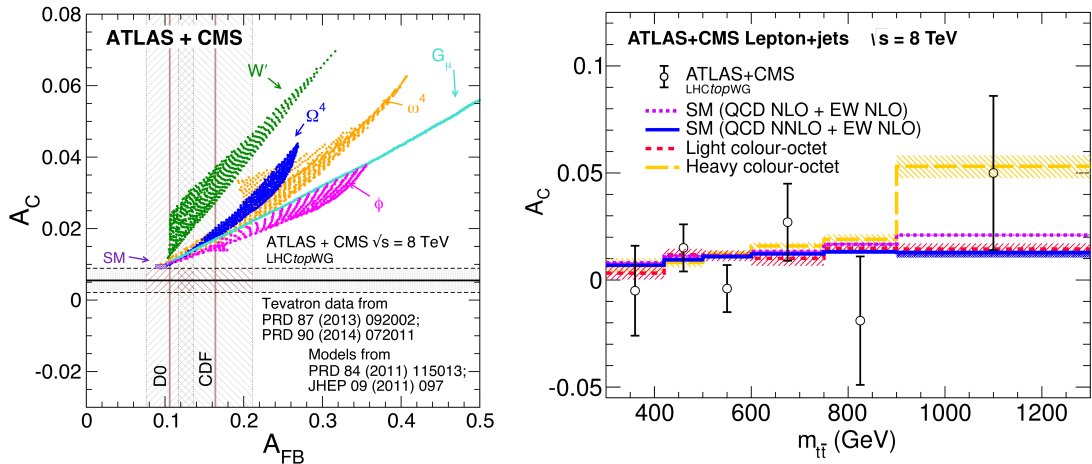 ATLAS + CMS
W′
Gμ
Ω⁴
ω⁴
ϕ
SM
ATLAS + CMS √s = 8 TeV
LHCtopWG
Tevatron data from
PRD 87 (2013) 092002;
PRD 90 (2014) 072011
Models from
PRD 84 (2011) 115013;
JHEP 09 (2011) 097
D0
CDF
A_C
0.08
0.06
0.04
0.02
0
-0.02
0
0.1
0.2
0.3
0.4
0.5
A_FB
ATLAS+CMS Lepton+jets √s = 8 TeV
ATLAS+CMS
LHCtopWG
SM (QCD NLO + EW NLO)
SM (QCD NNLO + EW NLO)
Light colour-octet
Heavy colour-octet
A_C
0.1
0.05
0
-0.05
400
600
800
1000
1200
m_tt̄ (GeV)